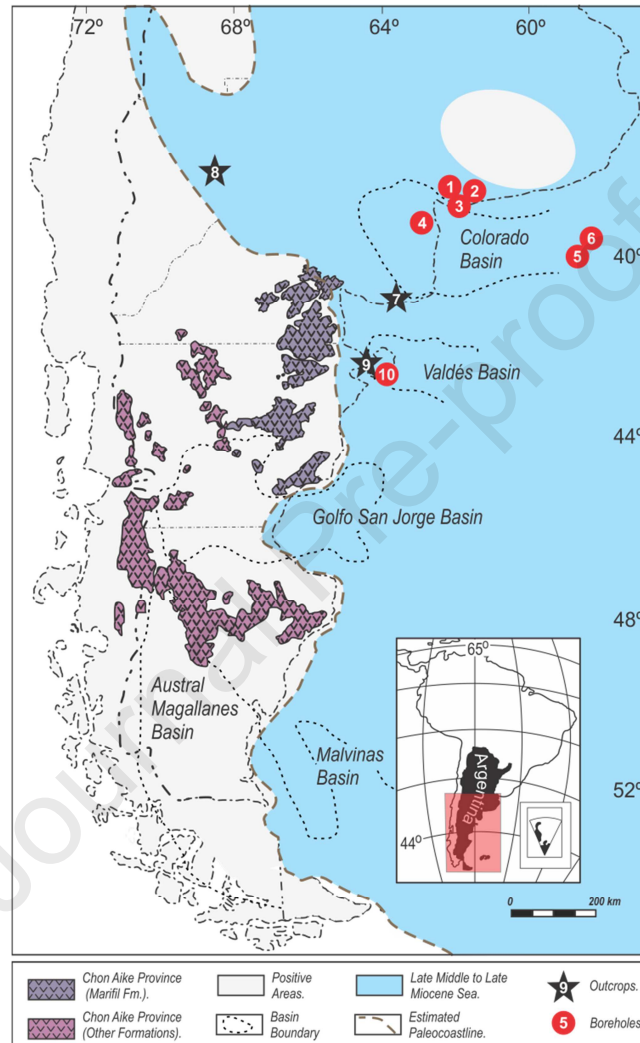 72º 68º 64º 60º
8
1 2
3
4
Colorado
Basin
6
5
40º
7
9
10
Valdés Basin
44º
Golfo San Jorge Basin
48º
Austral
Magallanes
Basin
Malvinas
Basin
52º
65º
Argentina
44º
0 200 km
Journal Pre-proof
Chon Aike Province
(Marifil Fm.).
Positive
Areas.
Late Middle to Late
Miocene Sea.
9 Outcrops.
Chon Aike Province
(Other Formations).
Basin
Boundary
Estimated
Paleocoastline.
5 Boreholes